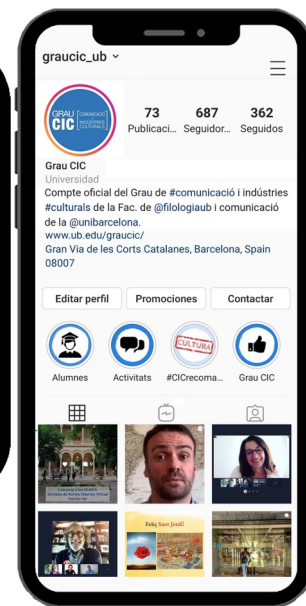 graucic_ub
GRAU [COMUNICACIÓ]
CIC [INDÚSTRIES CULTURALS]
73 687 362
Publicaci... Seguidor... Seguidos
Grau CIC
Universidad
Compte oficial del Grau de #comunicació i indústries
#culturals de la Fac. de @filologiaub i comunicació
de la @unibarcelona.
www.ub.edu/graucic/
Gran Via de les Corts Catalanes, Barcelona, Spain
08007
Editar perfil Promociones Contactar
CULTURA
Alumnes Activitats #CICrecoma... Grau CIC
Feliç Sant Jordi!